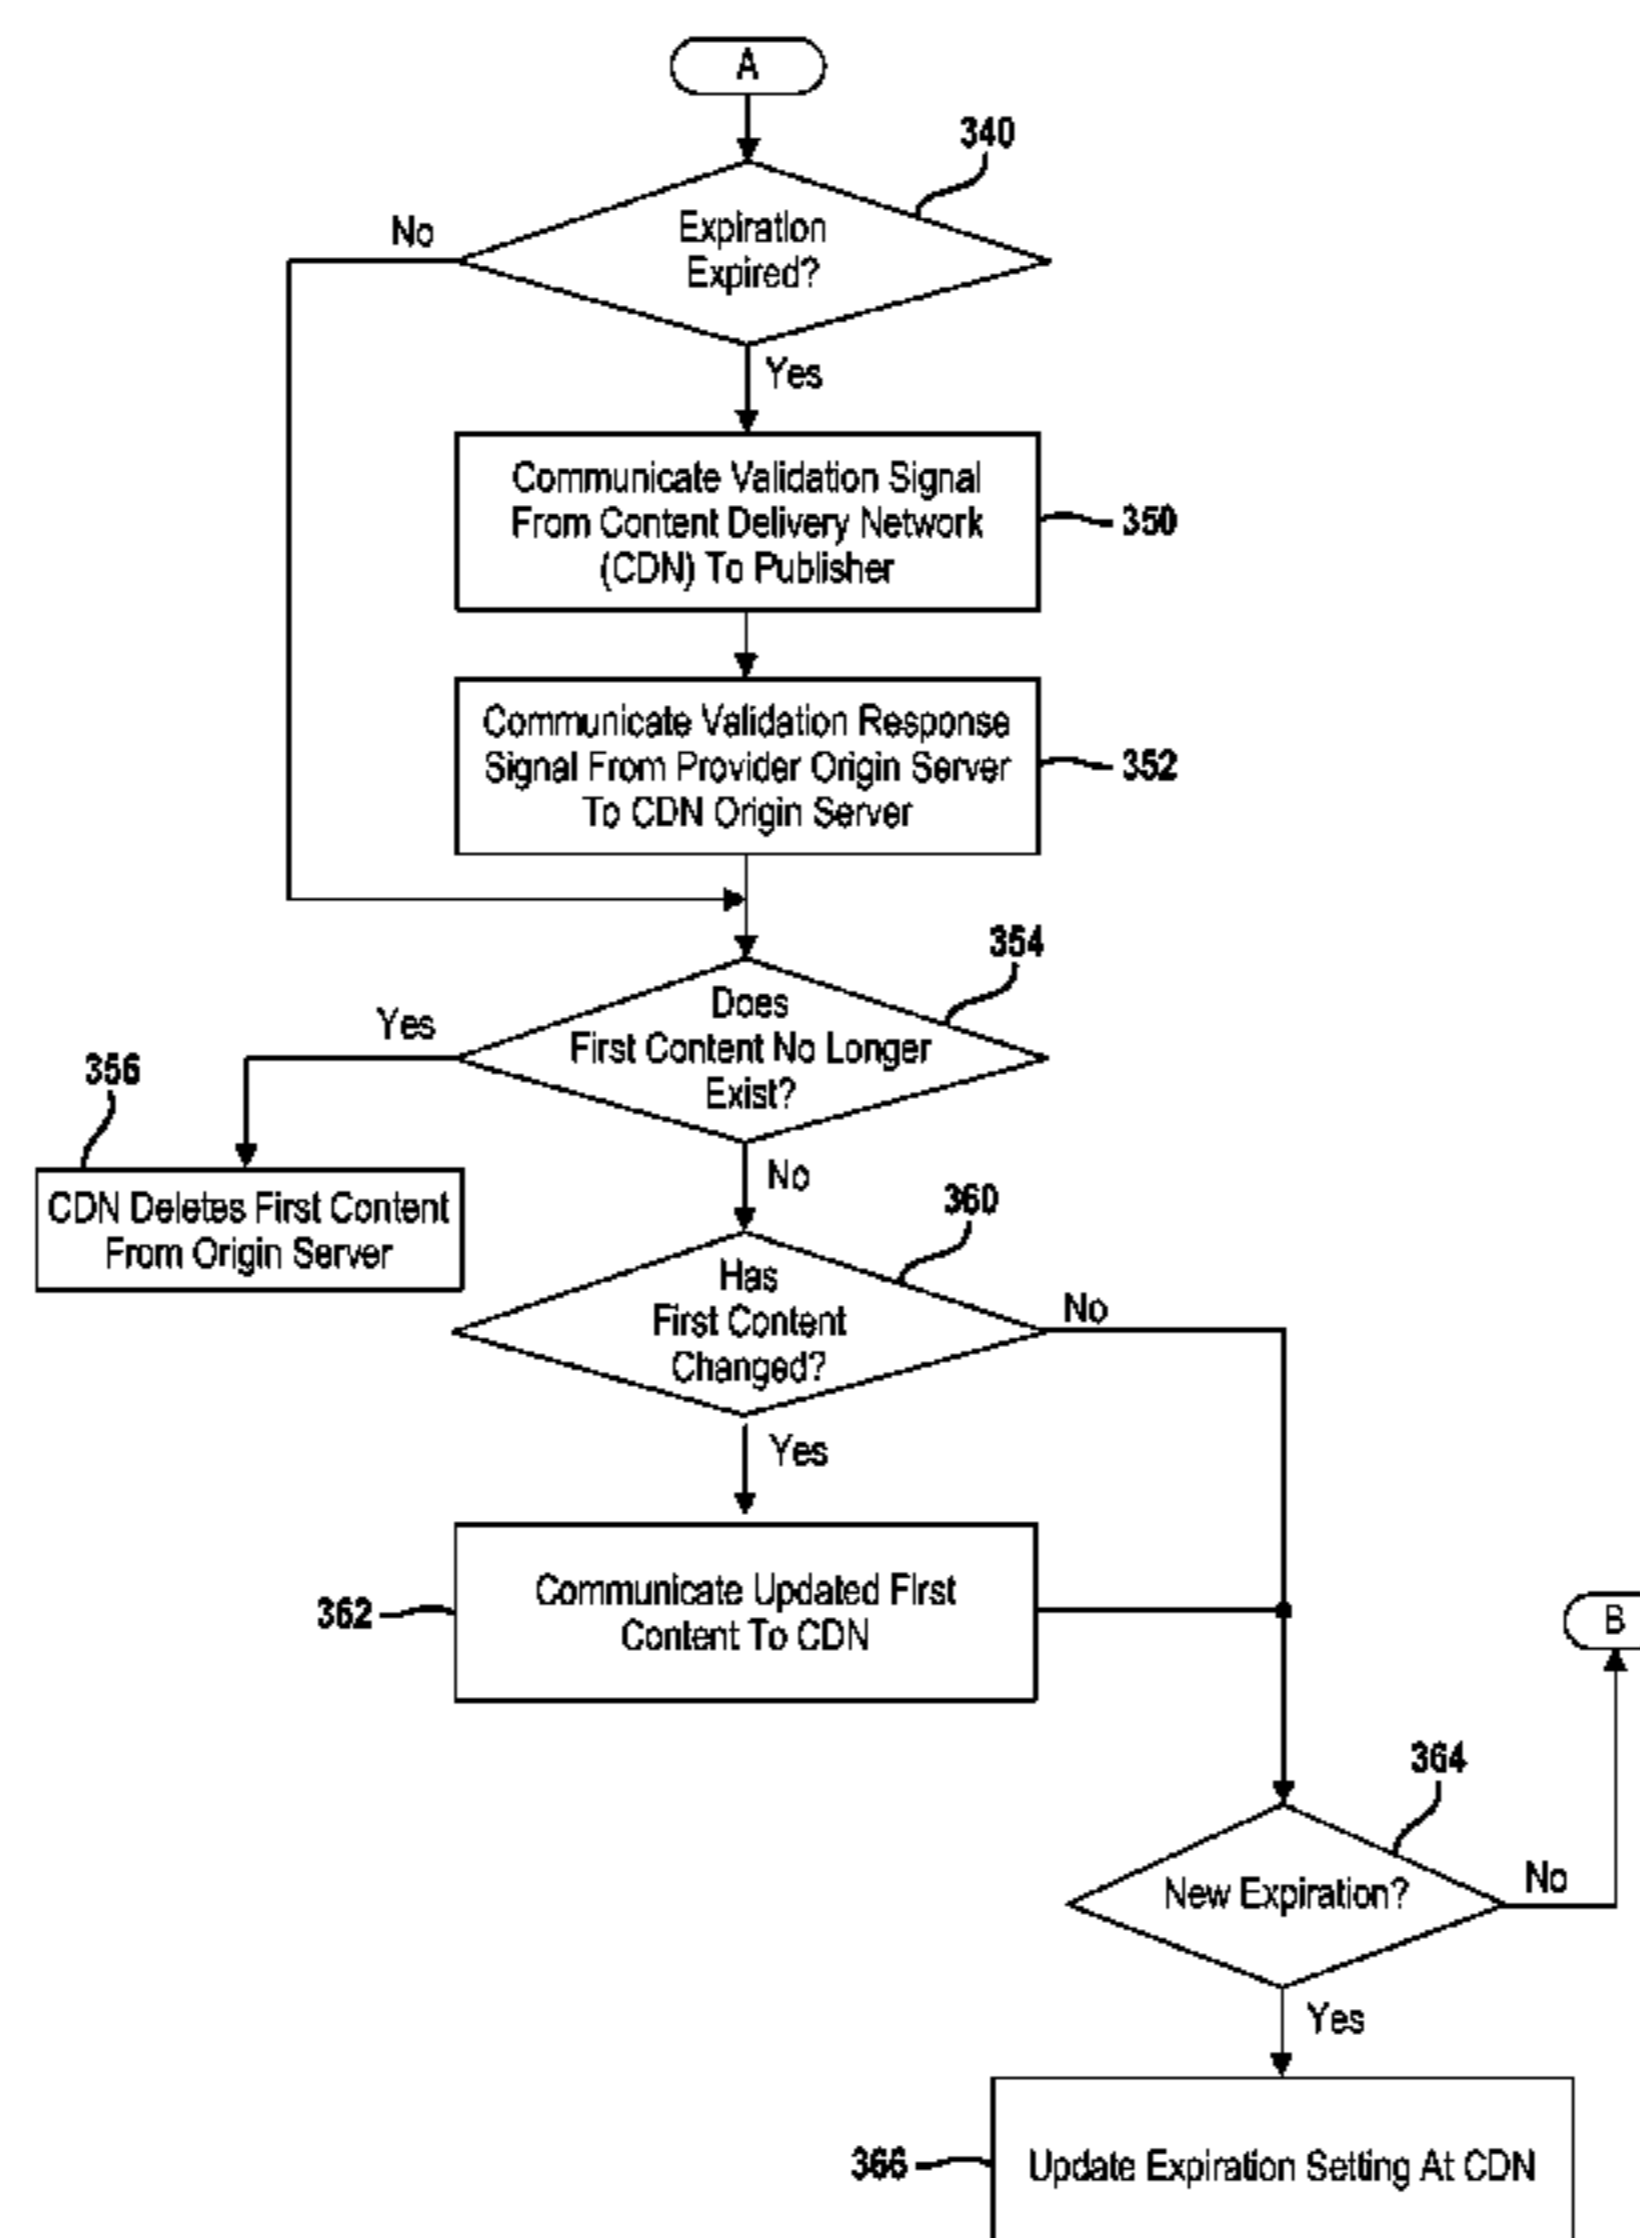 A
340
No
Expiration
Expired?
Yes
Communicate Validation Signal
From Content Delivery Network
(CDN) To Publisher
350
Communicate Validation Response
Signal From Provider Origin Server
To CDN Origin Server
352
354
Yes
Does
First Content No Longer
Exist?
356
CDN Deletes First Content
From Origin Server
No
360
Has
First Content
Changed?
No
Yes
362
Communicate Updated First
Content To CDN
B
364
New Expiration?
No
Yes
366
Update Expiration Setting At CDN